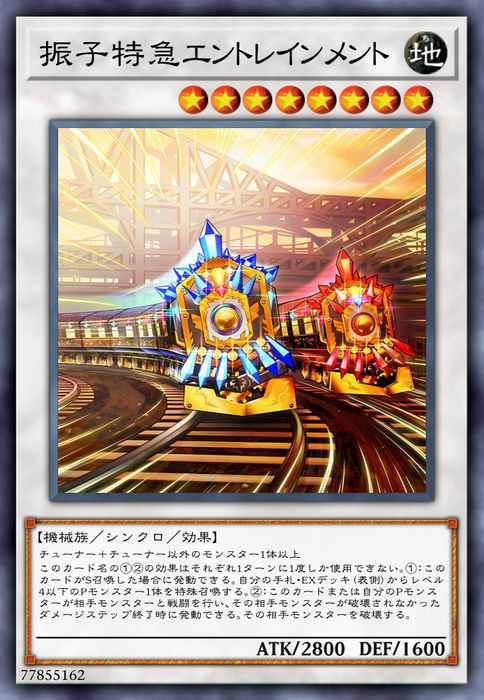 振子特急エントレインメント
地
ち
【機械族／シンクロ／効果】
チューナー＋チューナー以外のモンスター1体以上
このカード名の①②の効果はそれぞれ1ターンに1度しか使用できない。①：こ
のカードがS召喚した場合に発動できる。自分の手札・EXデッキ(表側)からレベル
4以下のPモンスター1体を特殊召喚する。②：このカードまたは自分のPモンス
ターが相手モンスターと戦闘を行い、その相手モンスターが破壊されなかった
ダメージステップ終了時に発動できる。その相手モンスターを破壊する。
ATK/2800 DEF/1600
77855162